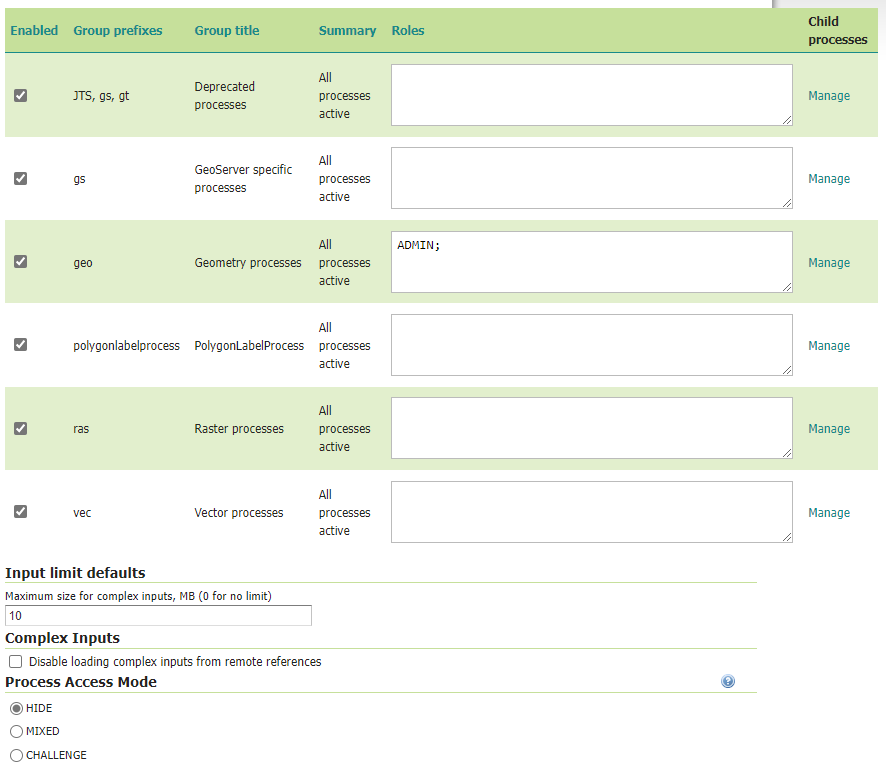 Enabled Group prefixes Group title Summary Roles Child processes
JTS, gs, gt Deprecated processes All processes active Manage
gs GeoServer specific processes All processes active Manage
geo Geometry processes All processes active ADMIN; Manage
polygonlabelprocess PolygonLabelProcess All processes active Manage
ras Raster processes All processes active Manage
vec Vector processes All processes active Manage
Input limit defaults
Maximum size for complex inputs, MB (0 for no limit)
10
Complex Inputs
Disable loading complex inputs from remote references
Process Access Mode ?
HIDE
MIXED
CHALLENGE